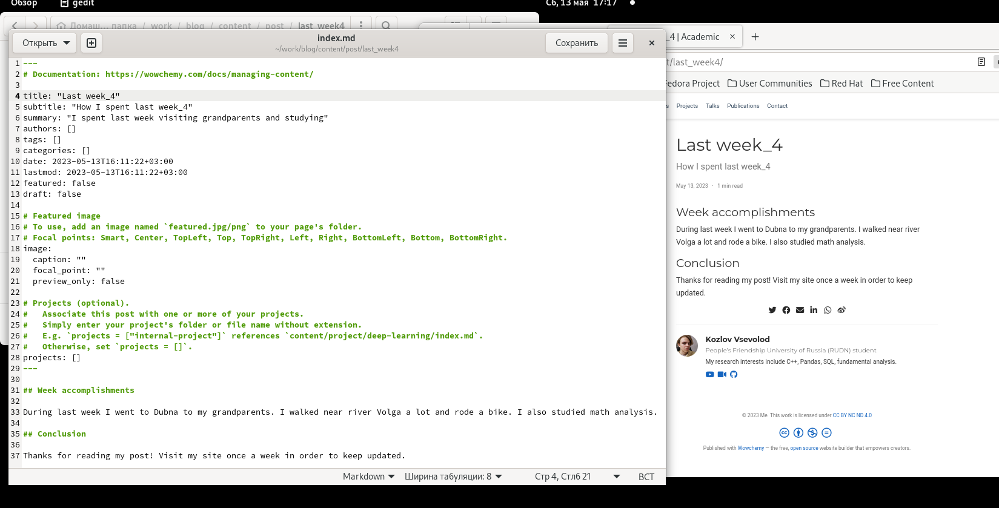 Обзор gedit Сб, 13 мая 17:17
Домаш... папка / work / blog / content / post / last_week4
Открыть
index.md
~/work/blog/content/post/last_week4
Сохранить
1 ---
2 # Documentation: https://wowchemy.com/docs/managing-content/
3
4 title: "Last week_4"
5 subtitle: "How I spent last week_4"
6 summary: "I spent last week visiting grandparents and studying"
7 authors: []
8 tags: []
9 categories: []
10 date: 2023-05-13T16:11:22+03:00
11 lastmod: 2023-05-13T16:11:22+03:00
12 featured: false
13 draft: false
14
15 # Featured image
16 # To use, add an image named `featured.jpg/png` to your page's folder.
17 # Focal points: Smart, Center, TopLeft, Top, TopRight, Left, Right, BottomLeft, Bottom, BottomRight.
18 image:
19   caption: ""
20   focal_point: ""
21   preview_only: false
22
23 # Projects (optional).
24 #   Associate this post with one or more of your projects.
25 #   Simply enter your project's folder or file name without extension.
26 #   E.g. `projects = ["internal-project"]` references `content/project/deep-learning/index.md`.
27 #   Otherwise, set `projects = []`.
28 projects: []
29 ---
30
31 ## Week accomplishments
32
33 During last week I went to Dubna to my grandparents. I walked near river Volga a lot and rode a bike. I also studied math analysis.
34
35 ## Conclusion
36
37 Thanks for reading my post! Visit my site once a week in order to keep updated.
Markdown Ширина табуляции: 8 Стр 4, Стлб 21 ВСТ
_4 | Academic
t/last_week4/
Fedora Project User Communities Red Hat Free Content
s Projects Talks Publications Contact
Last week_4
How I spent last week_4
May 13, 2023 · 1 min read
Week accomplishments
During last week I went to Dubna to my grandparents. I walked near river
Volga a lot and rode a bike. I also studied math analysis.
Conclusion
Thanks for reading my post! Visit my site once a week in order to keep
updated.
Kozlov Vsevolod
People's Friendship University of Russia (RUDN) student
My research interests include C++, Pandas, SQL, fundamental analysis.
© 2023 Me. This work is licensed under CC BY NC ND 4.0
cc
Published with Wowchemy — the free, open source website builder that empowers creators.